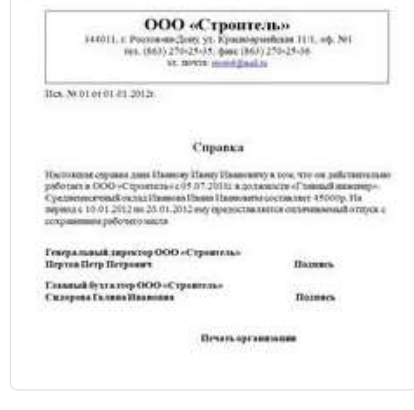 ООО «Строитель»
344011, г. Ростов-на-Дону, ул. Красноармейская 11/1, оф. №1
тел. (863) 270-25-35, факс (863) 270-25-36
эл. почта:
Исх. № 01 от 01.01.2012г.
Справка
Настоящая справка дана Иванову Ивану Ивановичу в том, что он действительно
работает в ООО «Строитель» с 05.07.2010г. в должности «Главный инженер».
Среднемесячный оклад Иванова Ивана Ивановича составляет 45000р. На
период с 10.01.2012 по 20.01.2012 ему предоставляется оплачиваемый отпуск с
сохранением рабочего места
Генеральный директор ООО «Строитель»
Петр Петрович Подпись
Главный бухгалтер ООО «Строитель»
Сидорова Галина Ивановна Подпись
Печать организации